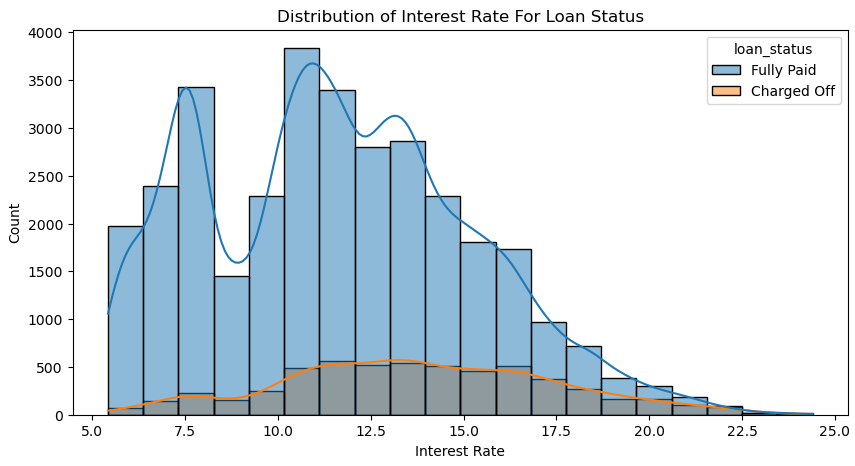 Distribution of Interest Rate For Loan Status
4000
3500
3000
2500
2000
1500
1000
500
0
Count
loan_status
Fully Paid
Charged Off
5.0 7.5 10.0 12.5 15.0 17.5 20.0 22.5 25.0
Interest Rate